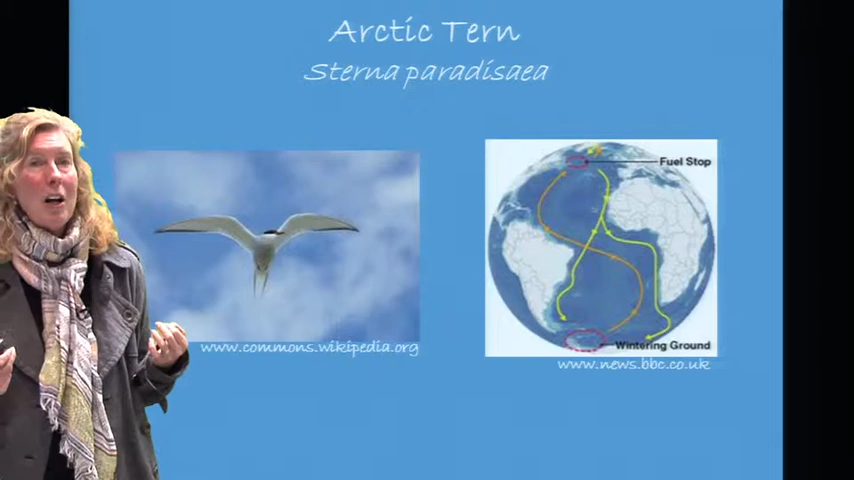 Arctic Tern
Sterna paradisaea
Fuel Stop
Wintering Ground
www.commons.wikipedia.org
www.news.bbc.co.uk